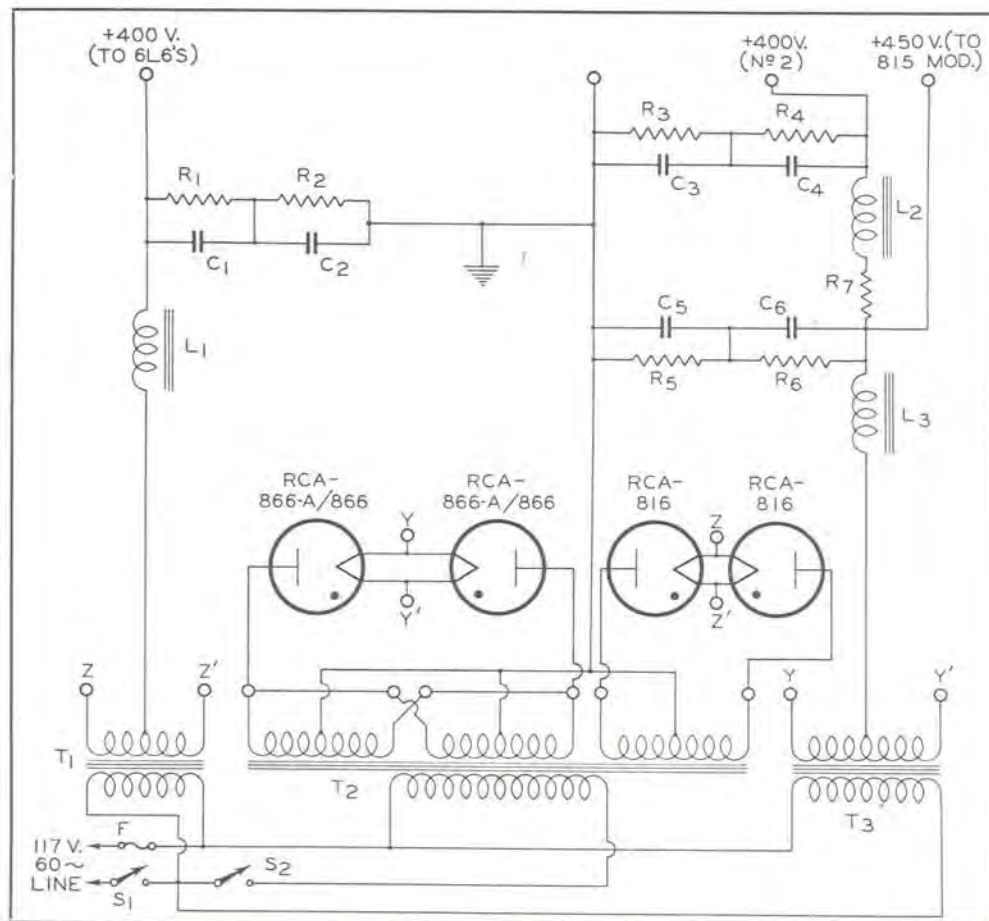 +400 V.
(TO 6L6'S)
+400V.
(Nº 2)
+450 V. (TO
815 MOD.)
R3
R4
R1
R2
C3
C4
L2
C1
C2
R7
C5
C6
L1
R5
R6
L3
RCA-
866-A/866
RCA-
866-A/866
RCA-
816
RCA-
816
Y
Z
Y'
Z'
Z
Z'
Y
Y'
T1
T2
T3
F
117 V.
60~
LINE
S1
S2